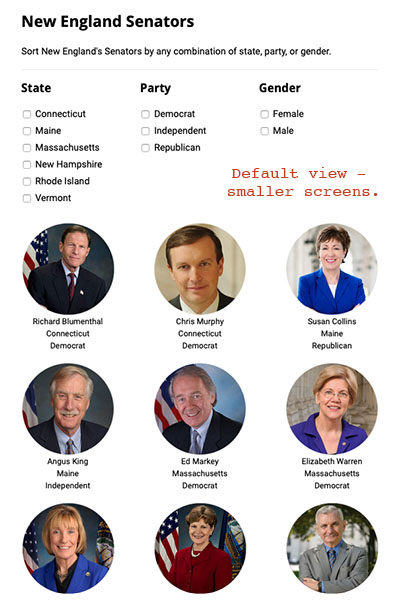 New England Senators
Sort New England's Senators by any combination of state, party, or gender.
State
Connecticut
Maine
Massachusetts
New Hampshire
Rhode Island
Vermont
Party
Democrat
Independent
Republican
Gender
Female
Male
Default view –
smaller screens.
Richard Blumenthal
Connecticut
Democrat
Chris Murphy
Connecticut
Democrat
Susan Collins
Maine
Republican
Angus King
Maine
Independent
Ed Markey
Massachusetts
Democrat
Elizabeth Warren
Massachusetts
Democrat